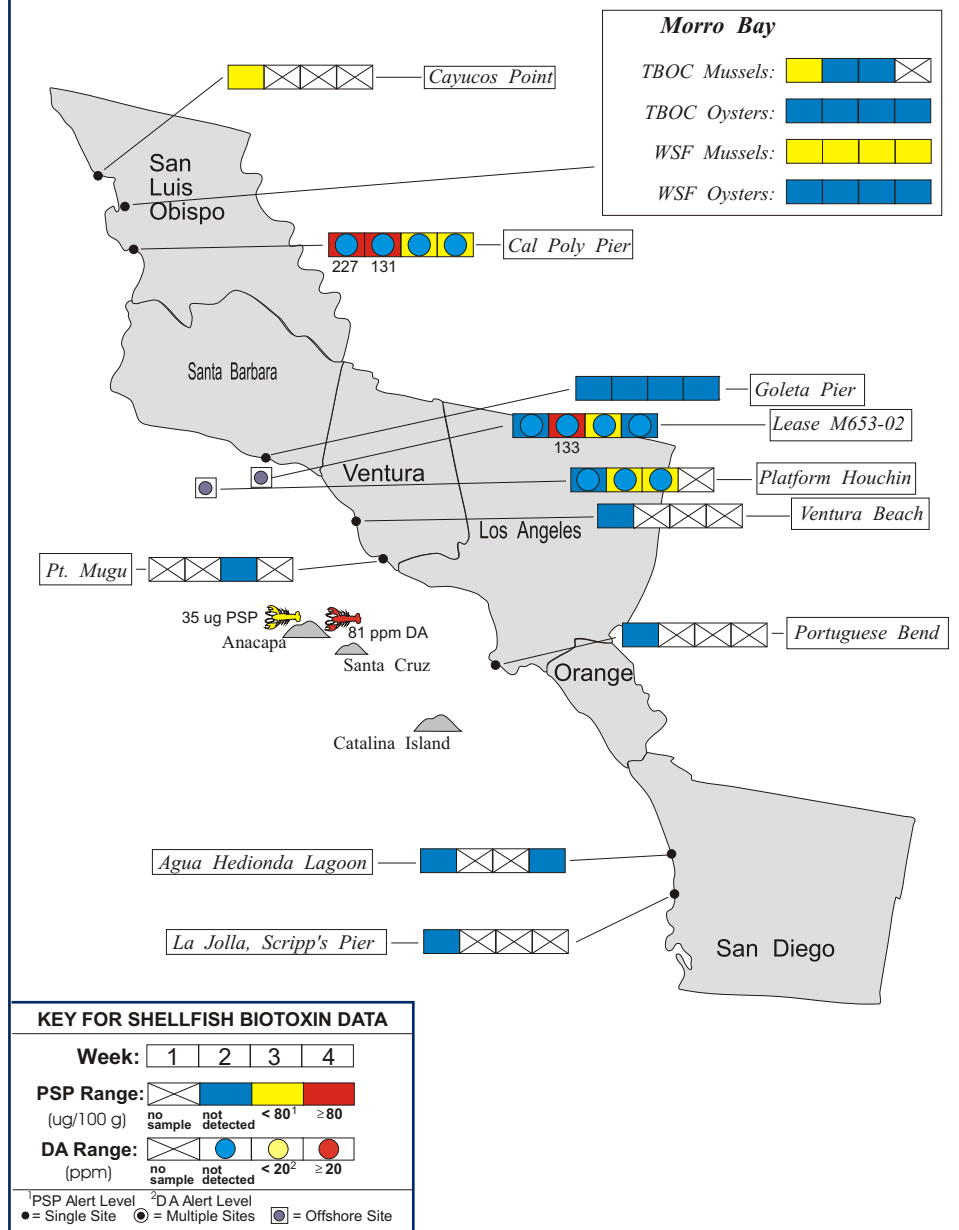 Morro Bay
TBOC Mussels:
TBOC Oysters:
WSF Mussels:
WSF Oysters:
Cayucos Point
San
Luis
Obispo
Cal Poly Pier
227 131
Santa Barbara
Goleta Pier
Lease M653-02
133
Ventura
Platform Houchin
Ventura Beach
Los Angeles
Pt. Mugu
35 ug PSP
Anacapa
81 ppm DA
Santa Cruz
Portuguese Bend
Orange
Catalina Island
Agua Hedionda Lagoon
La Jolla, Scripp's Pier
San Diego
KEY FOR SHELLFISH BIOTOXIN DATA
Week: 1 2 3 4
PSP Range:
(ug/100 g)
no sample
not detected
< 80¹
≥80
DA Range:
(ppm)
no sample
not detected
< 20²
≥ 20
¹PSP Alert Level ²DA Alert Level
= Single Site = Multiple Sites = Offshore Site